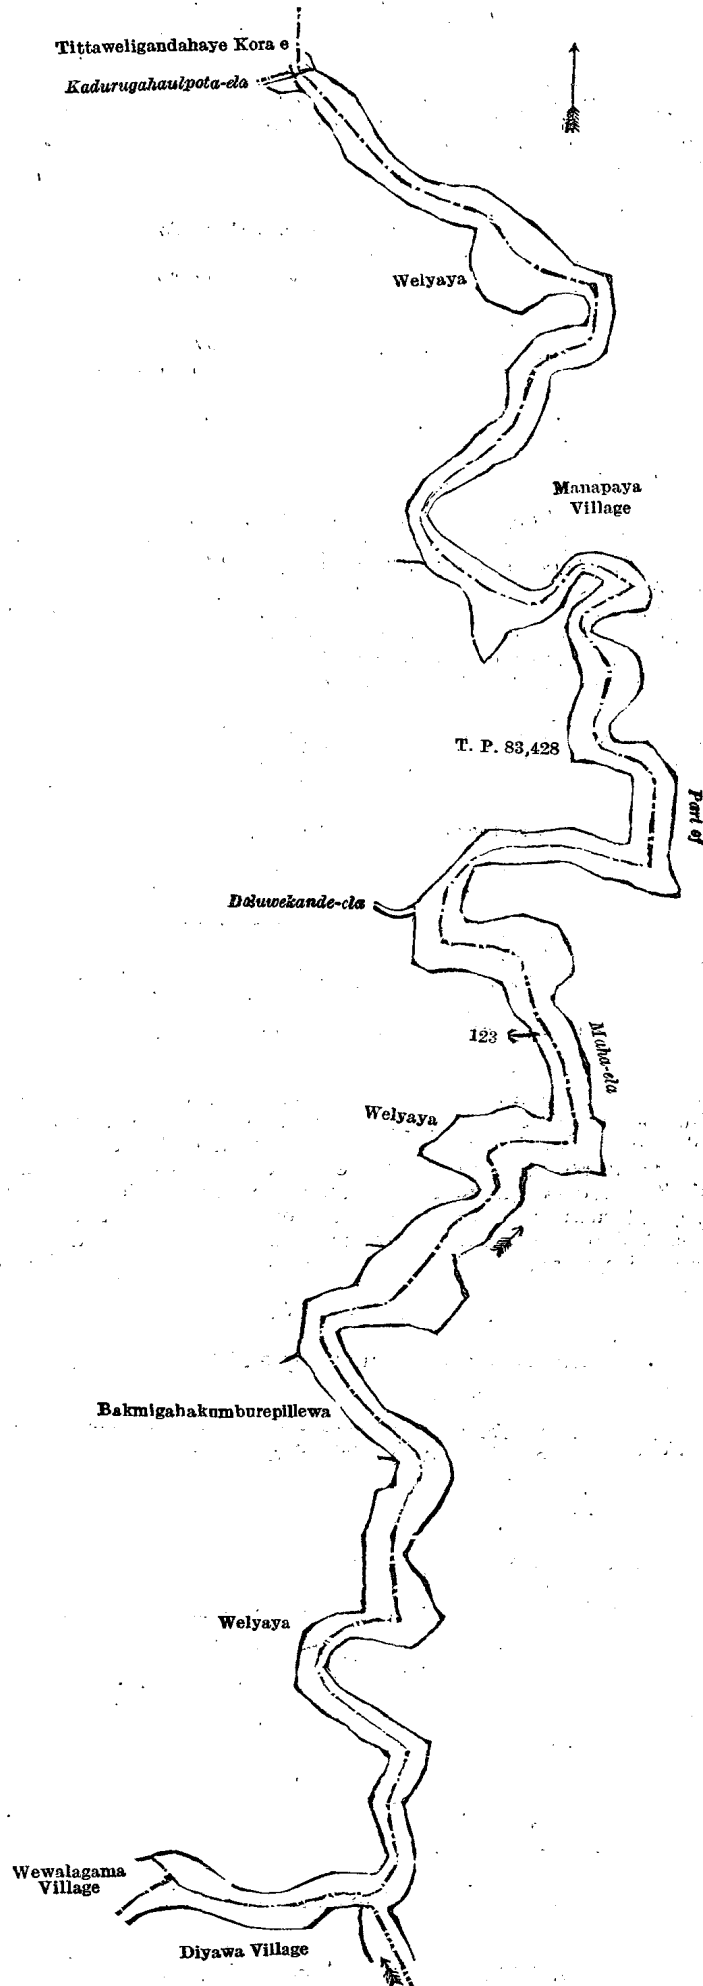 Tittaweligandahaye Kora e
Kadurugahaulpota-ela
Welyaya
Manapaya
Village
T. P. 83,428
Part of
Doluwekande-ela
123
Maha-ela
Welyaya
Bakmigahakumburepillewa
Welyaya
Wewalagama
Village
Diyawa Village